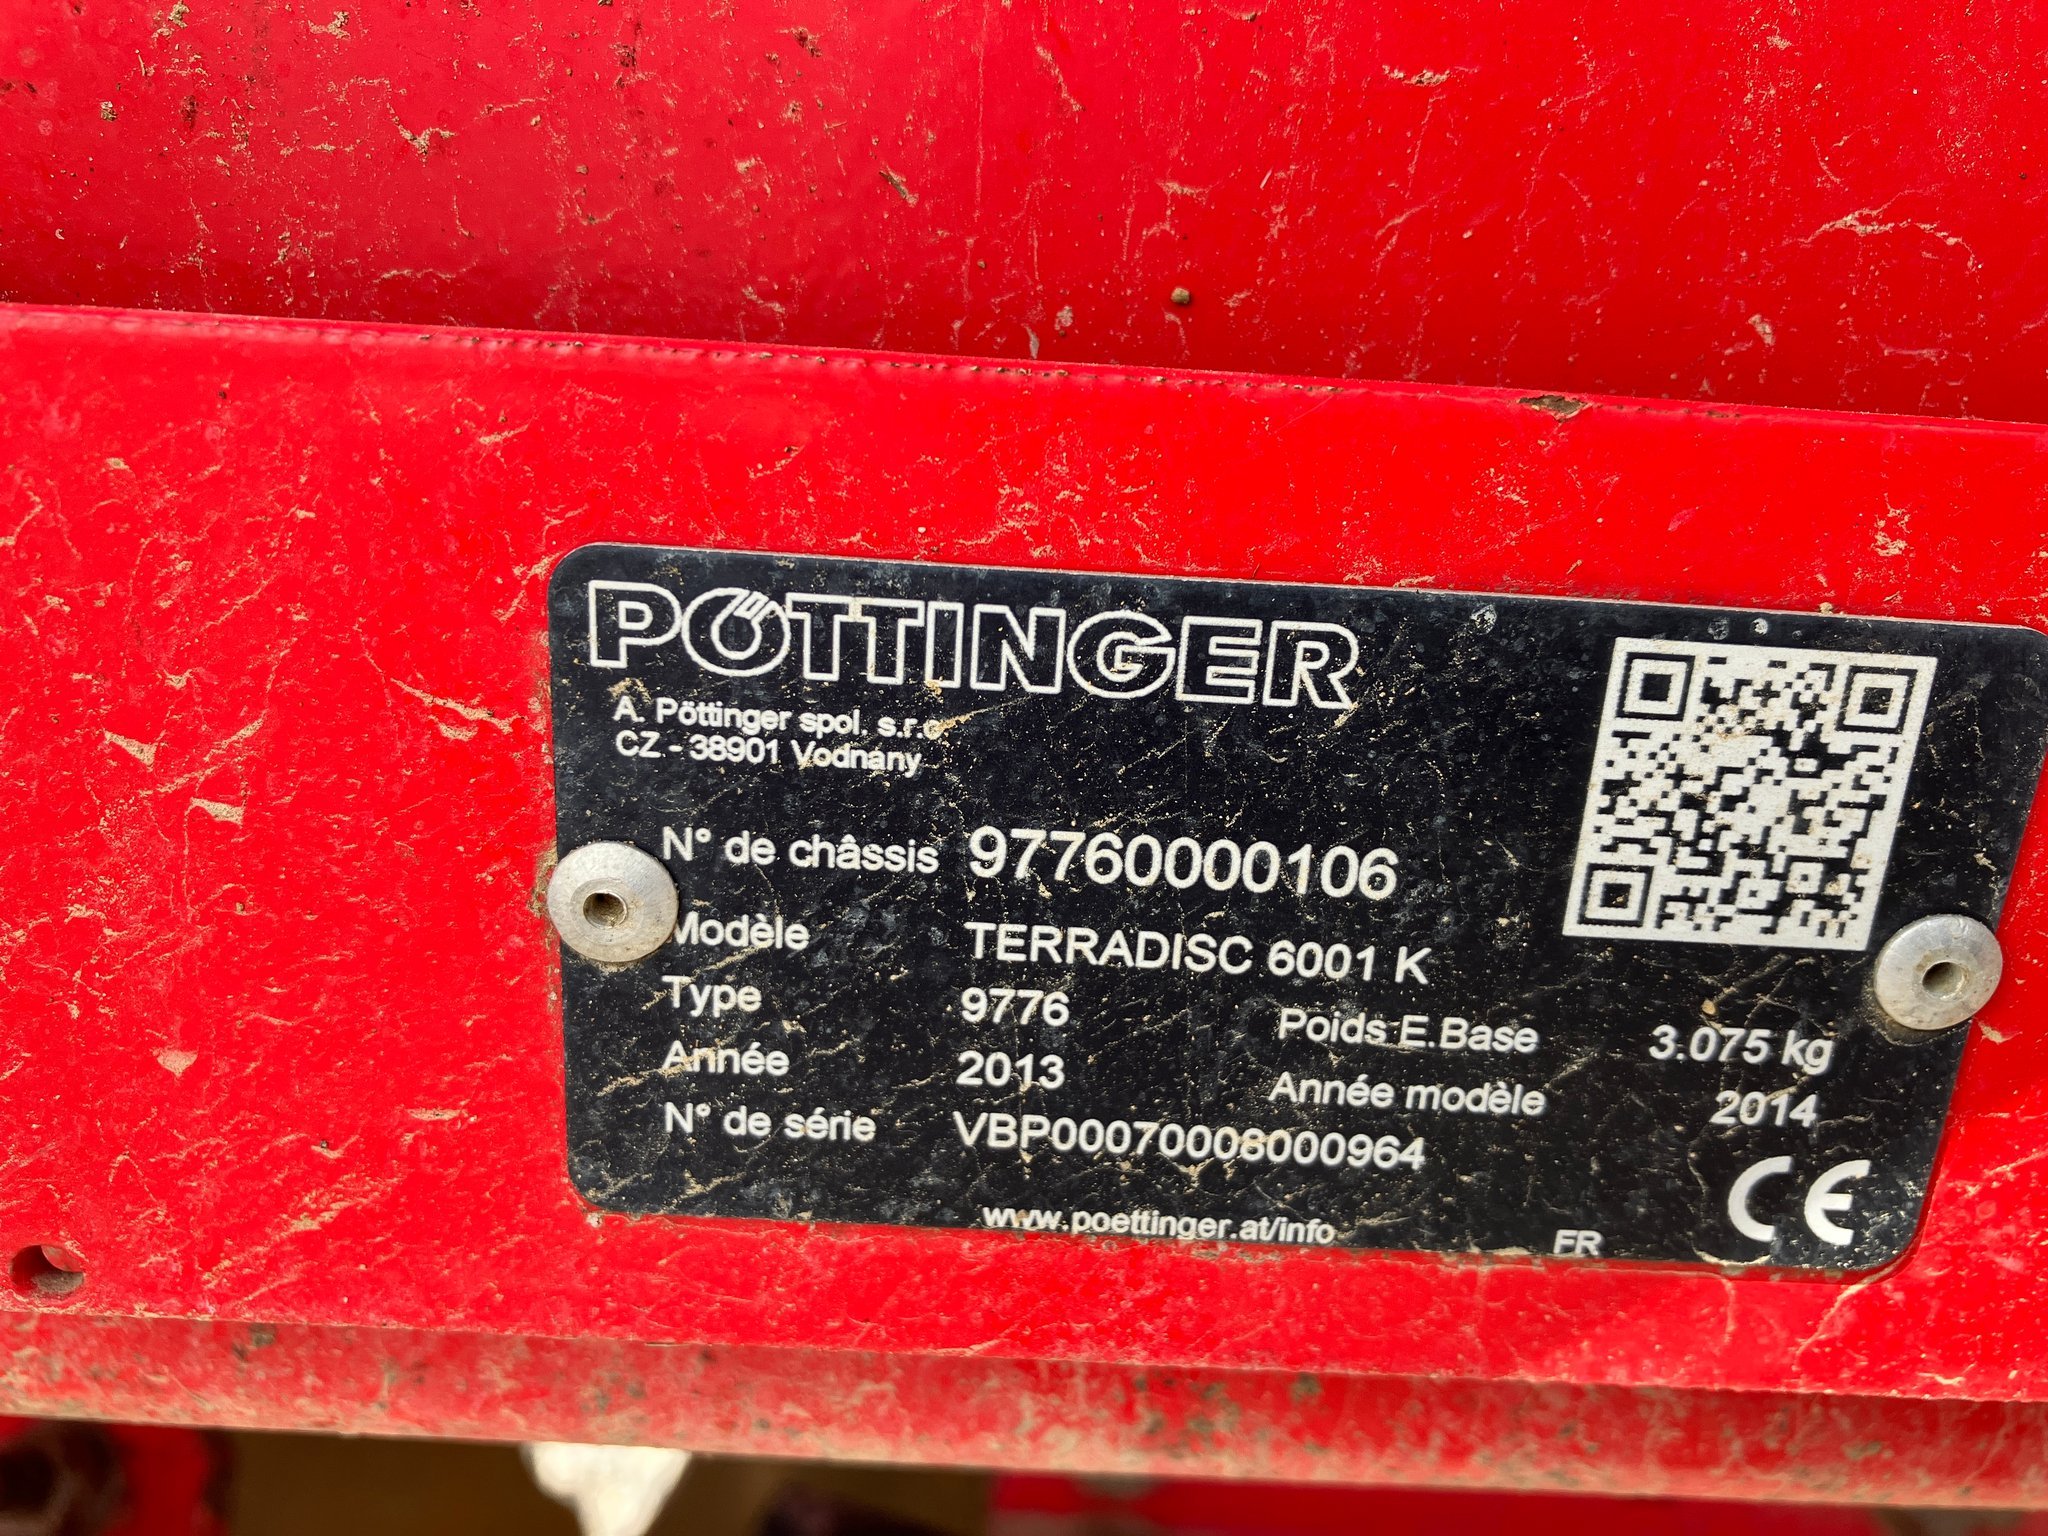 PÖTTINGER
A. Pöttinger spol. s.r.o
CZ - 38901 Vodnany
N° de châssis 97760000106
Modèle TERRADISC 6001 K
Type 9776 Poids E.Base 3.075 kg
Année 2013 Année modèle 2014
N° de série VBP00070008000964
www.poettinger.at/info FR CE